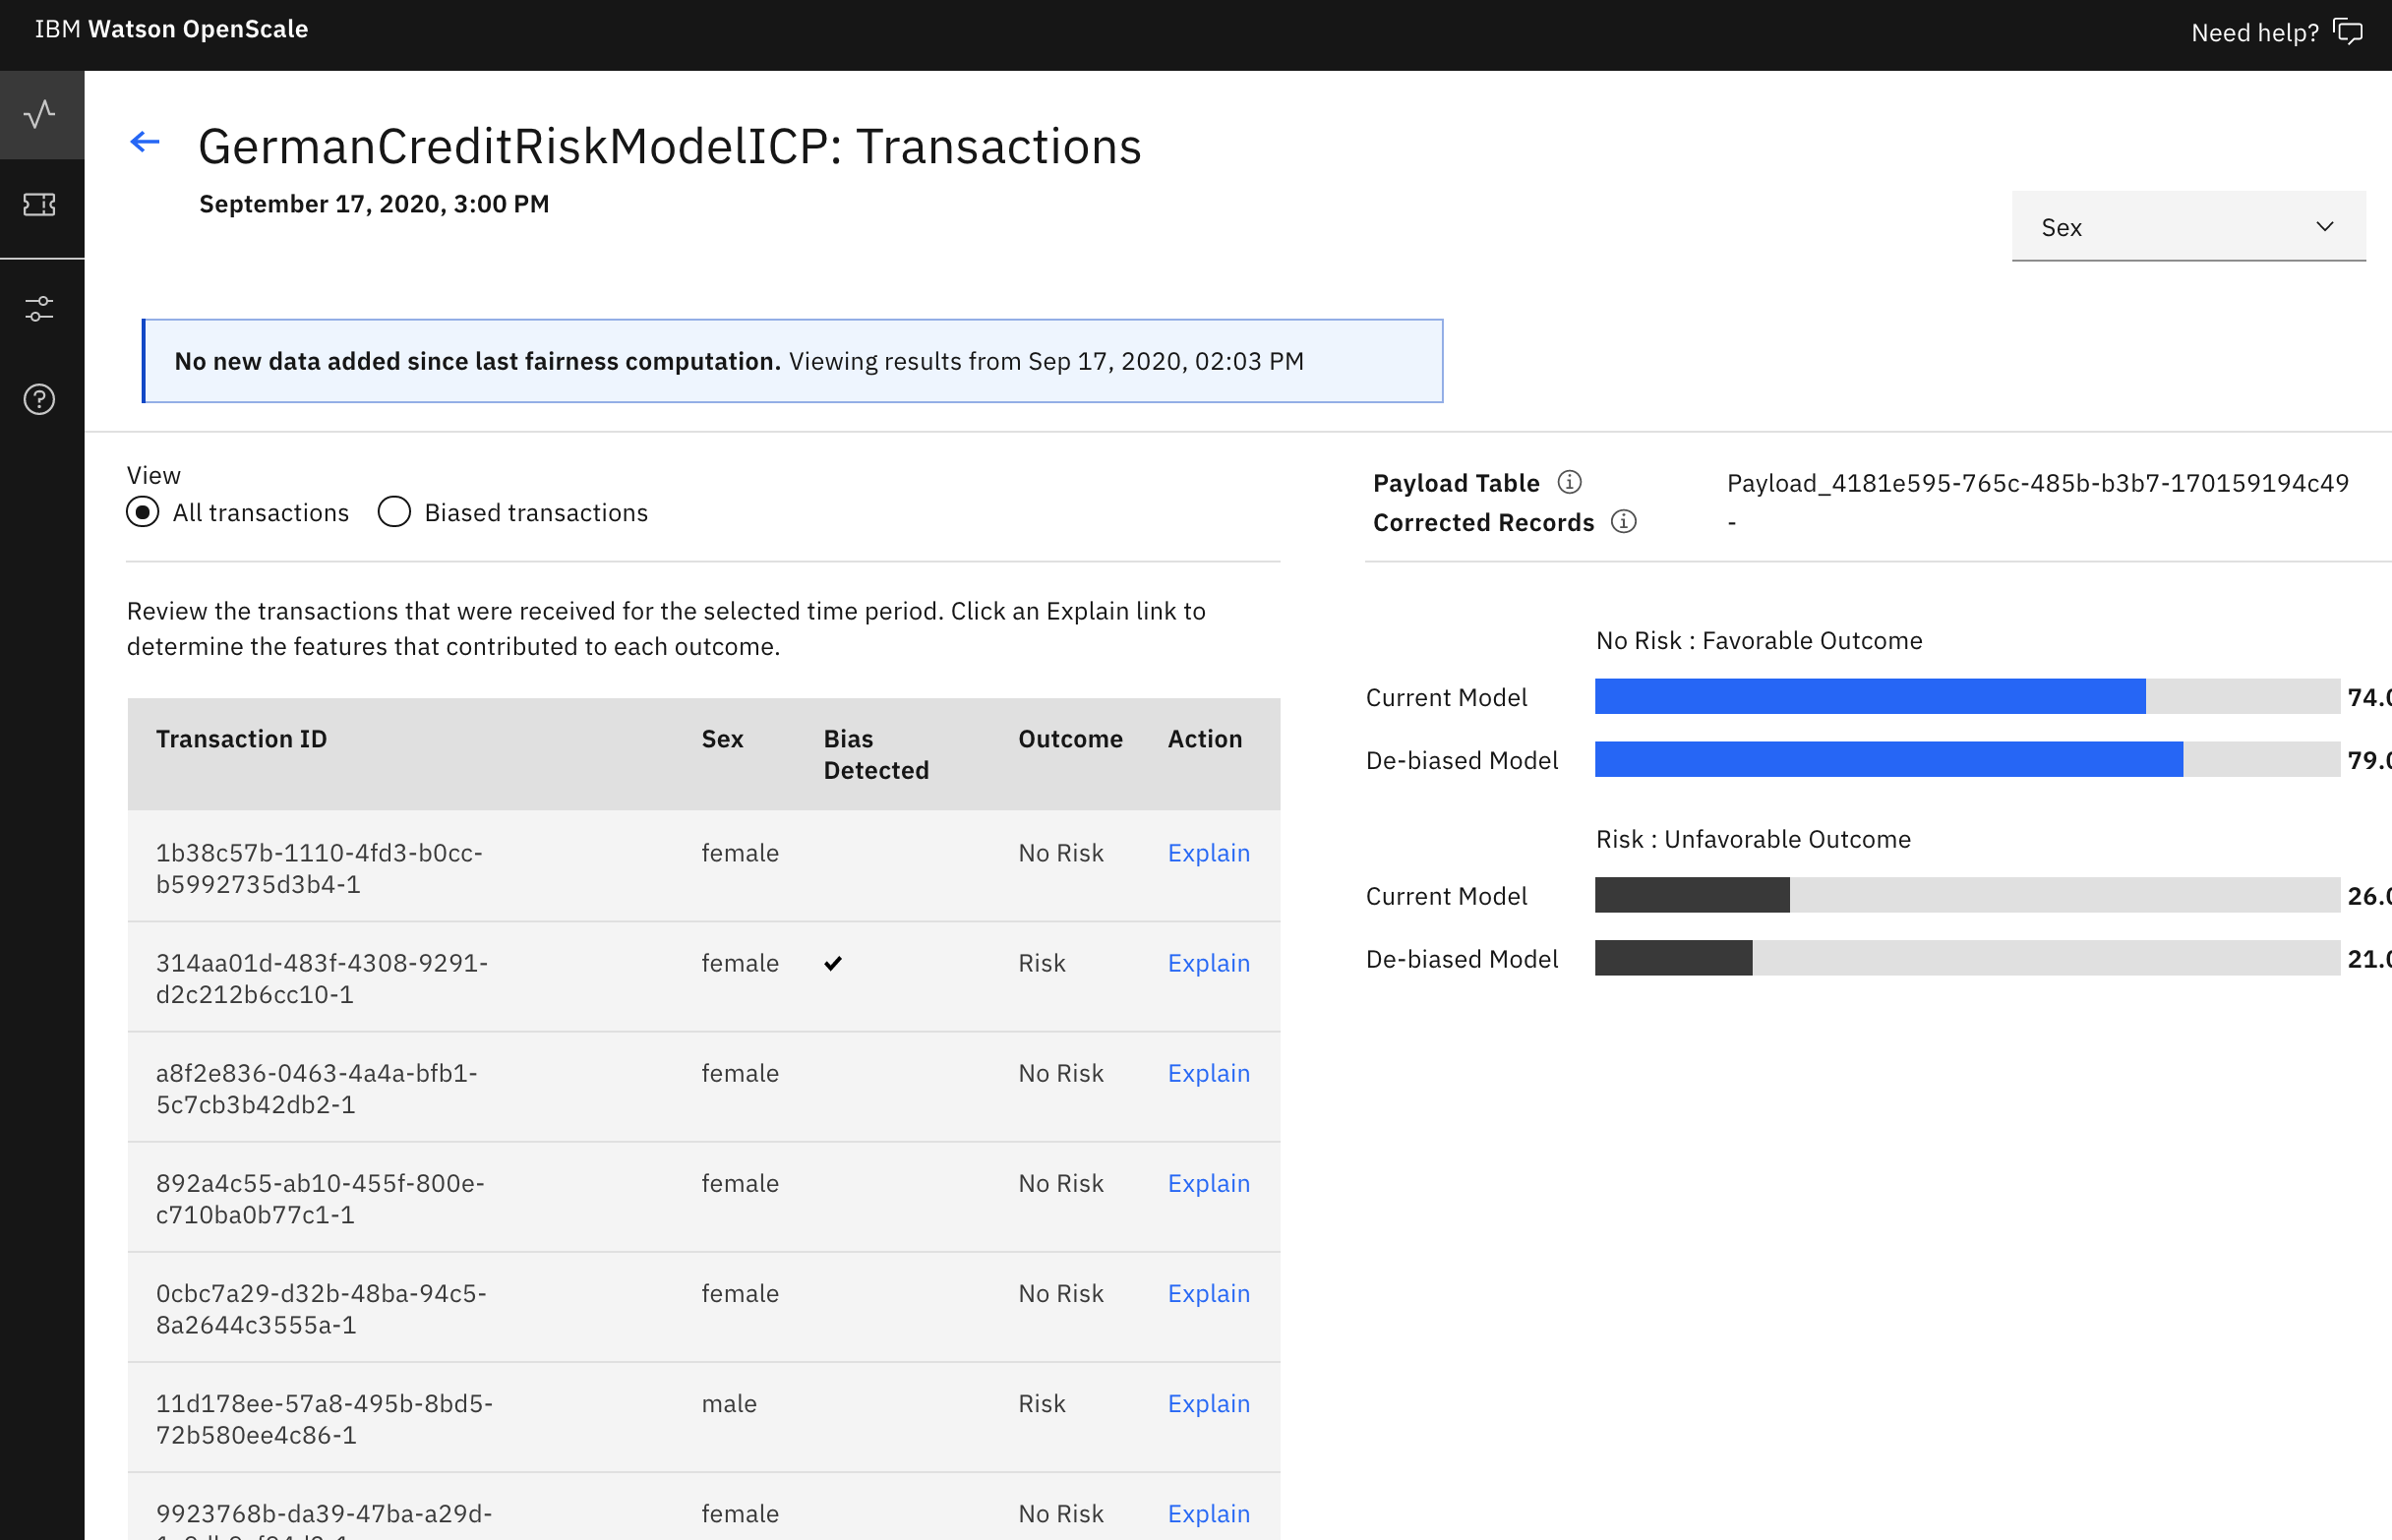 IBM Watson OpenScale
Need help?
GermanCreditRiskModelICP: Transactions
September 17, 2020, 3:00 PM
Sex
No new data added since last fairness computation. Viewing results from Sep 17, 2020, 02:03 PM
View
All transactions
Biased transactions
Review the transactions that were received for the selected time period. Click an Explain link to
determine the features that contributed to each outcome.
Transaction ID Sex Bias Detected Outcome Action
1b38c57b-1110-4fd3-b0cc-
b5992735d3b4-1
female No Risk Explain
314aa01d-483f-4308-9291-
d2c212b6cc10-1
female ✔ Risk Explain
a8f2e836-0463-4a4a-bfb1-
5c7cb3b42db2-1
female No Risk Explain
892a4c55-ab10-455f-800e-
c710ba0b77c1-1
female No Risk Explain
0cbc7a29-d32b-48ba-94c5-
8a2644c3555a-1
female No Risk Explain
11d178ee-57a8-495b-8bd5-
72b580ee4c86-1
male Risk Explain
9923768b-da39-47ba-a29d-
female No Risk Explain
Payload Table Payload_4181e595-765c-485b-b3b7-170159194c49
Corrected Records -
No Risk : Favorable Outcome
Current Model 74.0
De-biased Model 79.0
Risk : Unfavorable Outcome
Current Model 26.0
De-biased Model 21.0